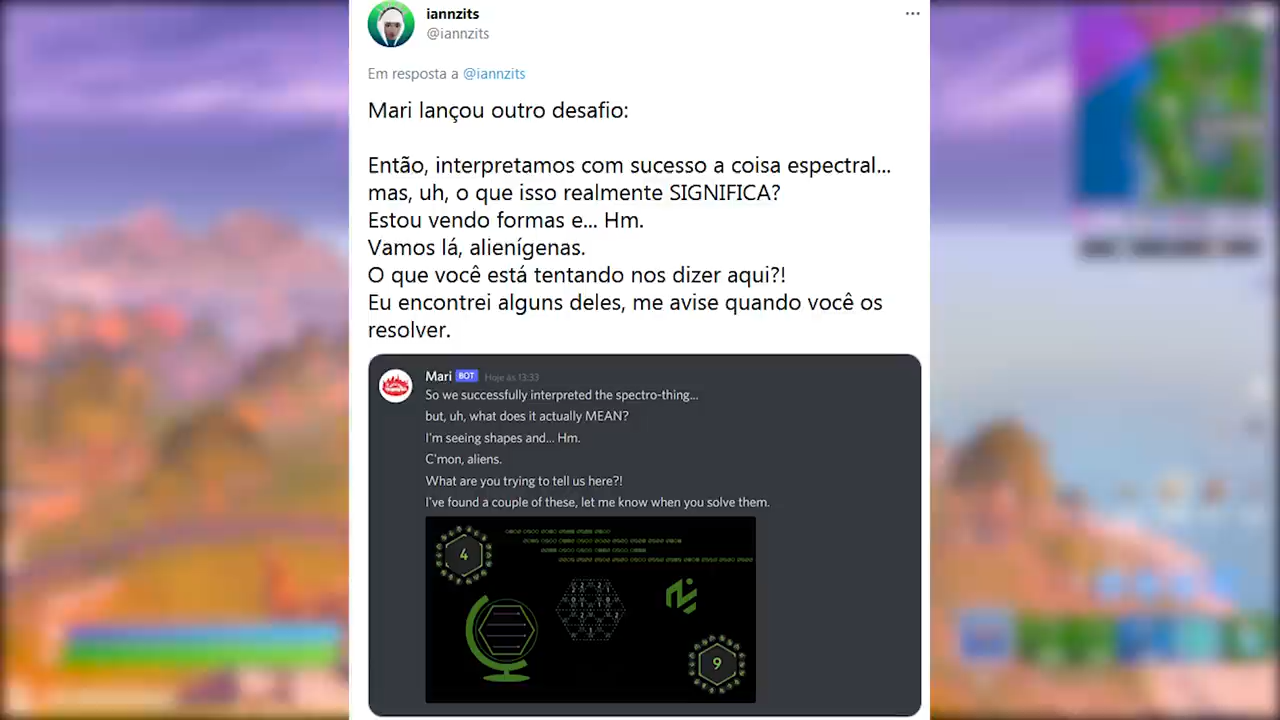 iannzits
@iannzits
Em resposta a @iannzits
Mari lançou outro desafio:
Então, interpretamos com sucesso a coisa espectral...
mas, uh, o que isso realmente SIGNIFICA?
Estou vendo formas e... Hm.
Vamos lá, alienígenas.
O que você está tentando nos dizer aqui?!
Eu encontrei alguns deles, me avise quando você os
resolver.
Mari BOT Hoje às 13:33
So we successfully interpreted the spectro-thing...
but, uh, what does it actually MEAN?
I'm seeing shapes and... Hm.
C'mon, aliens.
What are you trying to tell us here?!
I've found a couple of these, let me know when you solve them.
4
9